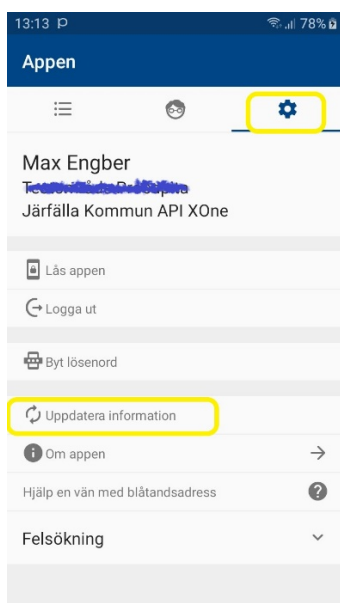 13:13 P 78%
Appen
Max Engber
Järfälla Kommun API XOne
Lås appen
Logga ut
Byt lösenord
Uppdatera information
Om appen
Hjälp en vän med blåtandsadress
Felsökning